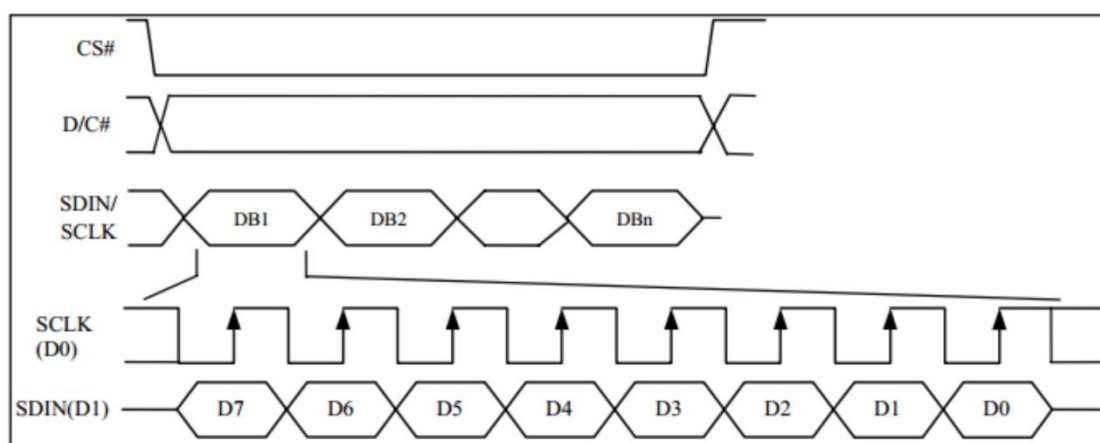 CS#
D/C#
SDIN/
SCLK
DB1 DB2 DBn
SCLK
(D0)
SDIN(D1) D7 D6 D5 D4 D3 D2 D1 D0